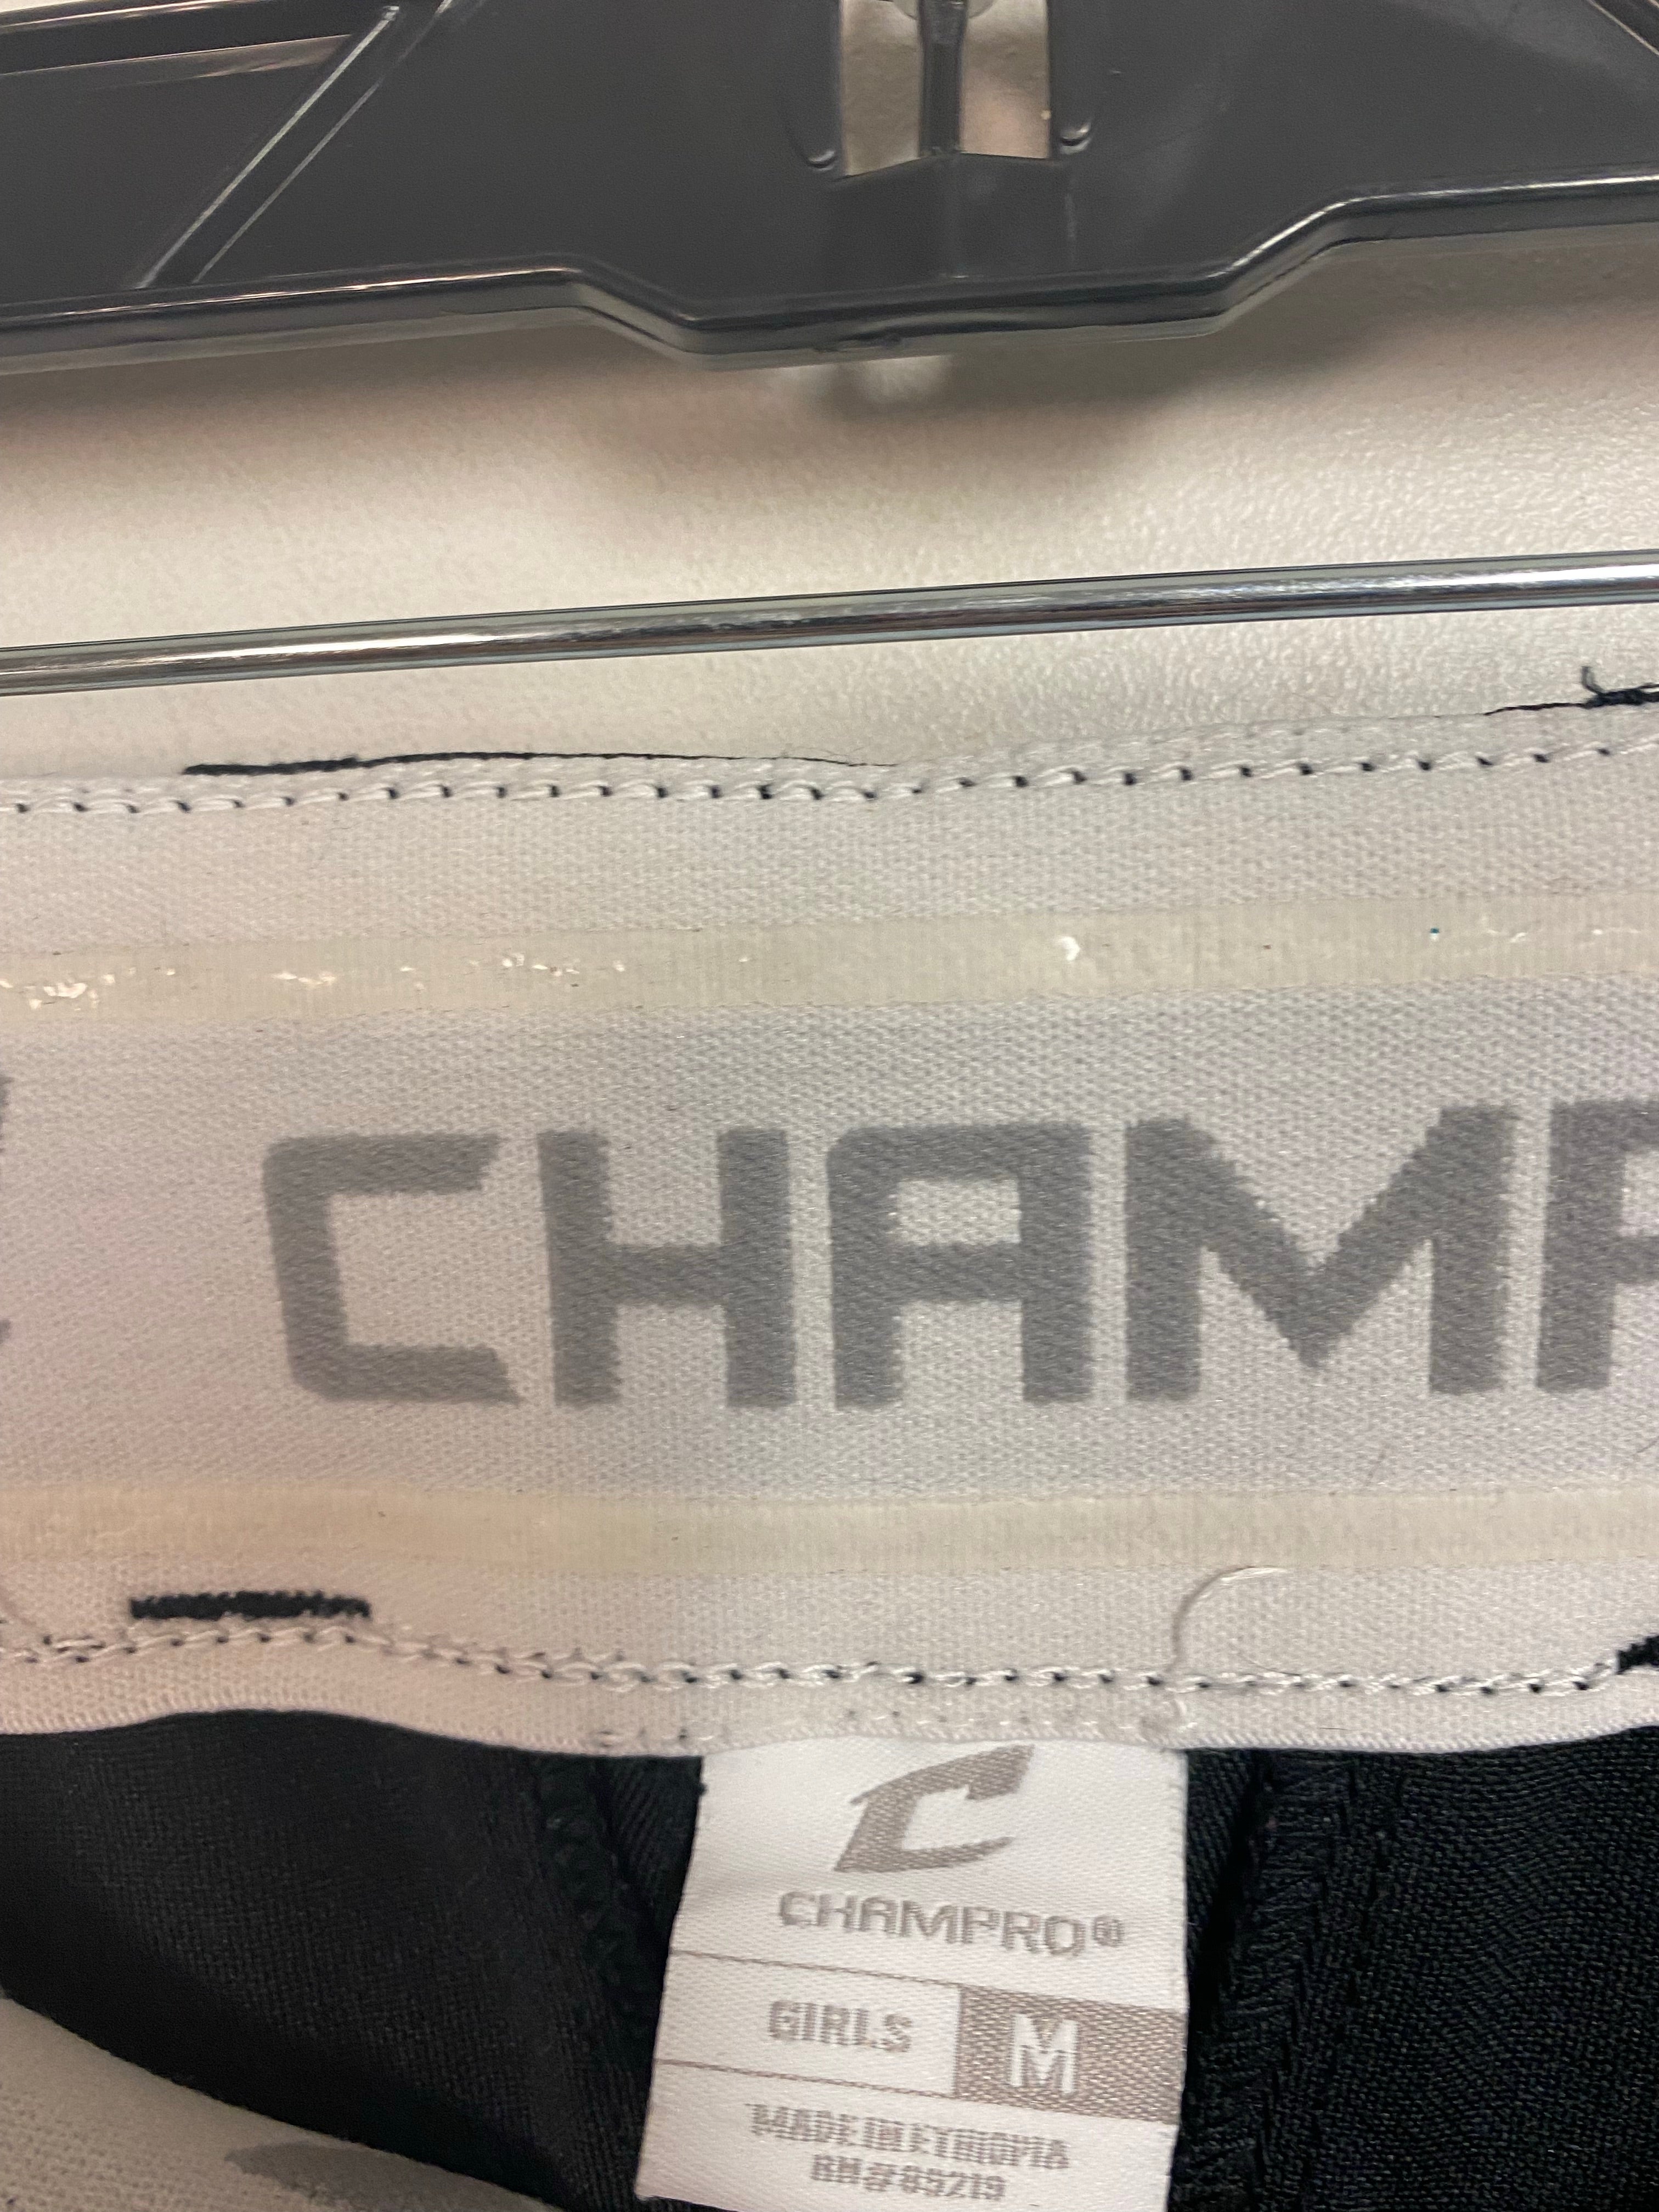 CHAMP
CHAMPRO®
GIRLS M
MADE IN ETHIOPIA
RN#89219